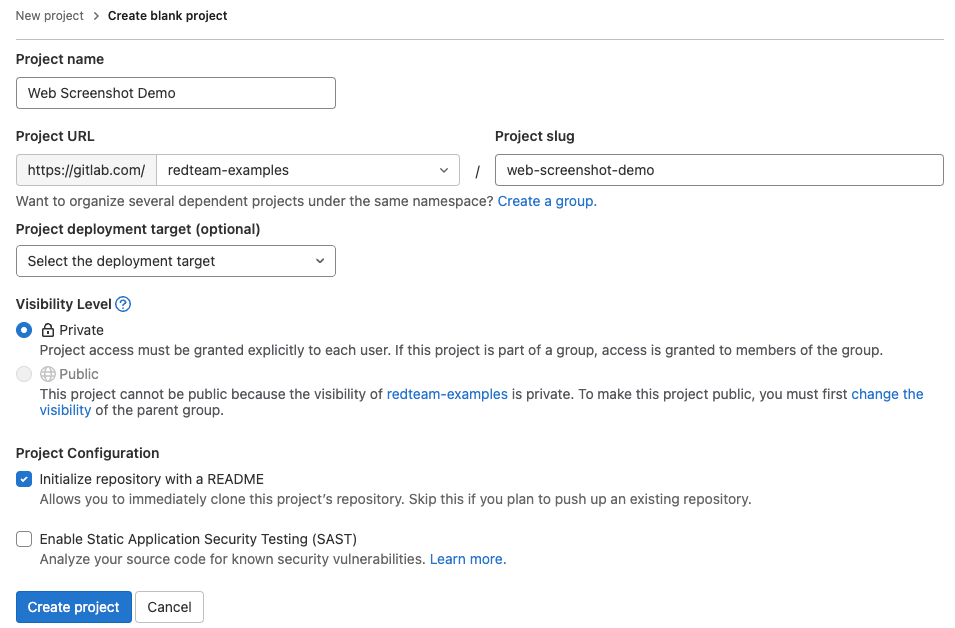 New project > Create blank project
Project name
Web Screenshot Demo
Project URL
Project slug
https://gitlab.com/ redteam-examples / web-screenshot-demo
Want to organize several dependent projects under the same namespace? Create a group.
Project deployment target (optional)
Select the deployment target
Visibility Level ?
Private
Project access must be granted explicitly to each user. If this project is part of a group, access is granted to members of the group.
Public
This project cannot be public because the visibility of redteam-examples is private. To make this project public, you must first change the
visibility of the parent group.
Project Configuration
Initialize repository with a README
Allows you to immediately clone this project’s repository. Skip this if you plan to push up an existing repository.
Enable Static Application Security Testing (SAST)
Analyze your source code for known security vulnerabilities. Learn more.
Create project Cancel